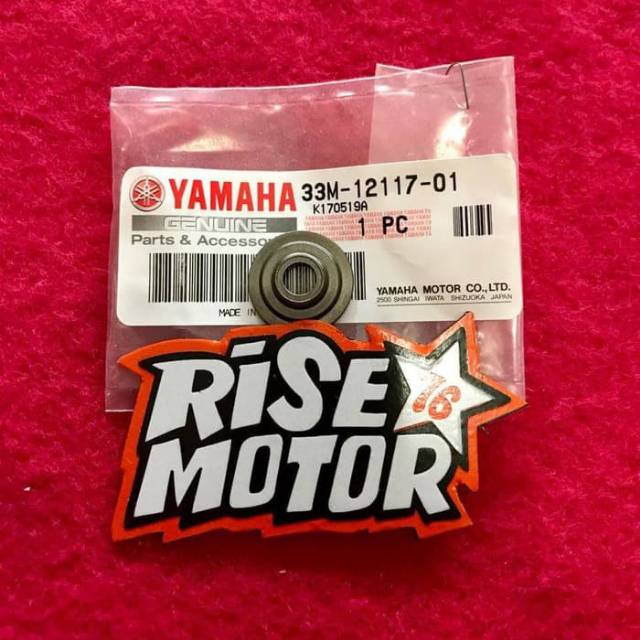 YAMAHA 33M-12117-01
K170519A
GENUINE
1 PC
Parts & Accesso
YAMAHA MOTOR CO., LTD.
2500 SHINGAI IWATA SHIZUOKA JAPAN
MADE IN
RiSE
76
MOTOR